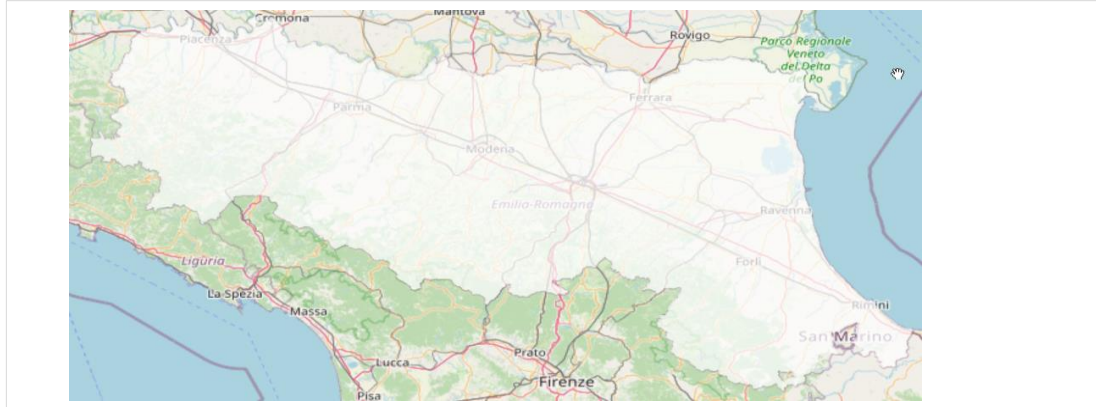 Cremona
Mantova
Piacenza
Rovigo
Parco Regionale
Veneto
del Delta
del Po
Parma
Ferrara
Modena
Emilia-Romagna
Ravenna
Liguria
Forlì
La Spezia
Massa
Rimini
San Marino
Prato
Lucca
Firenze
Pisa